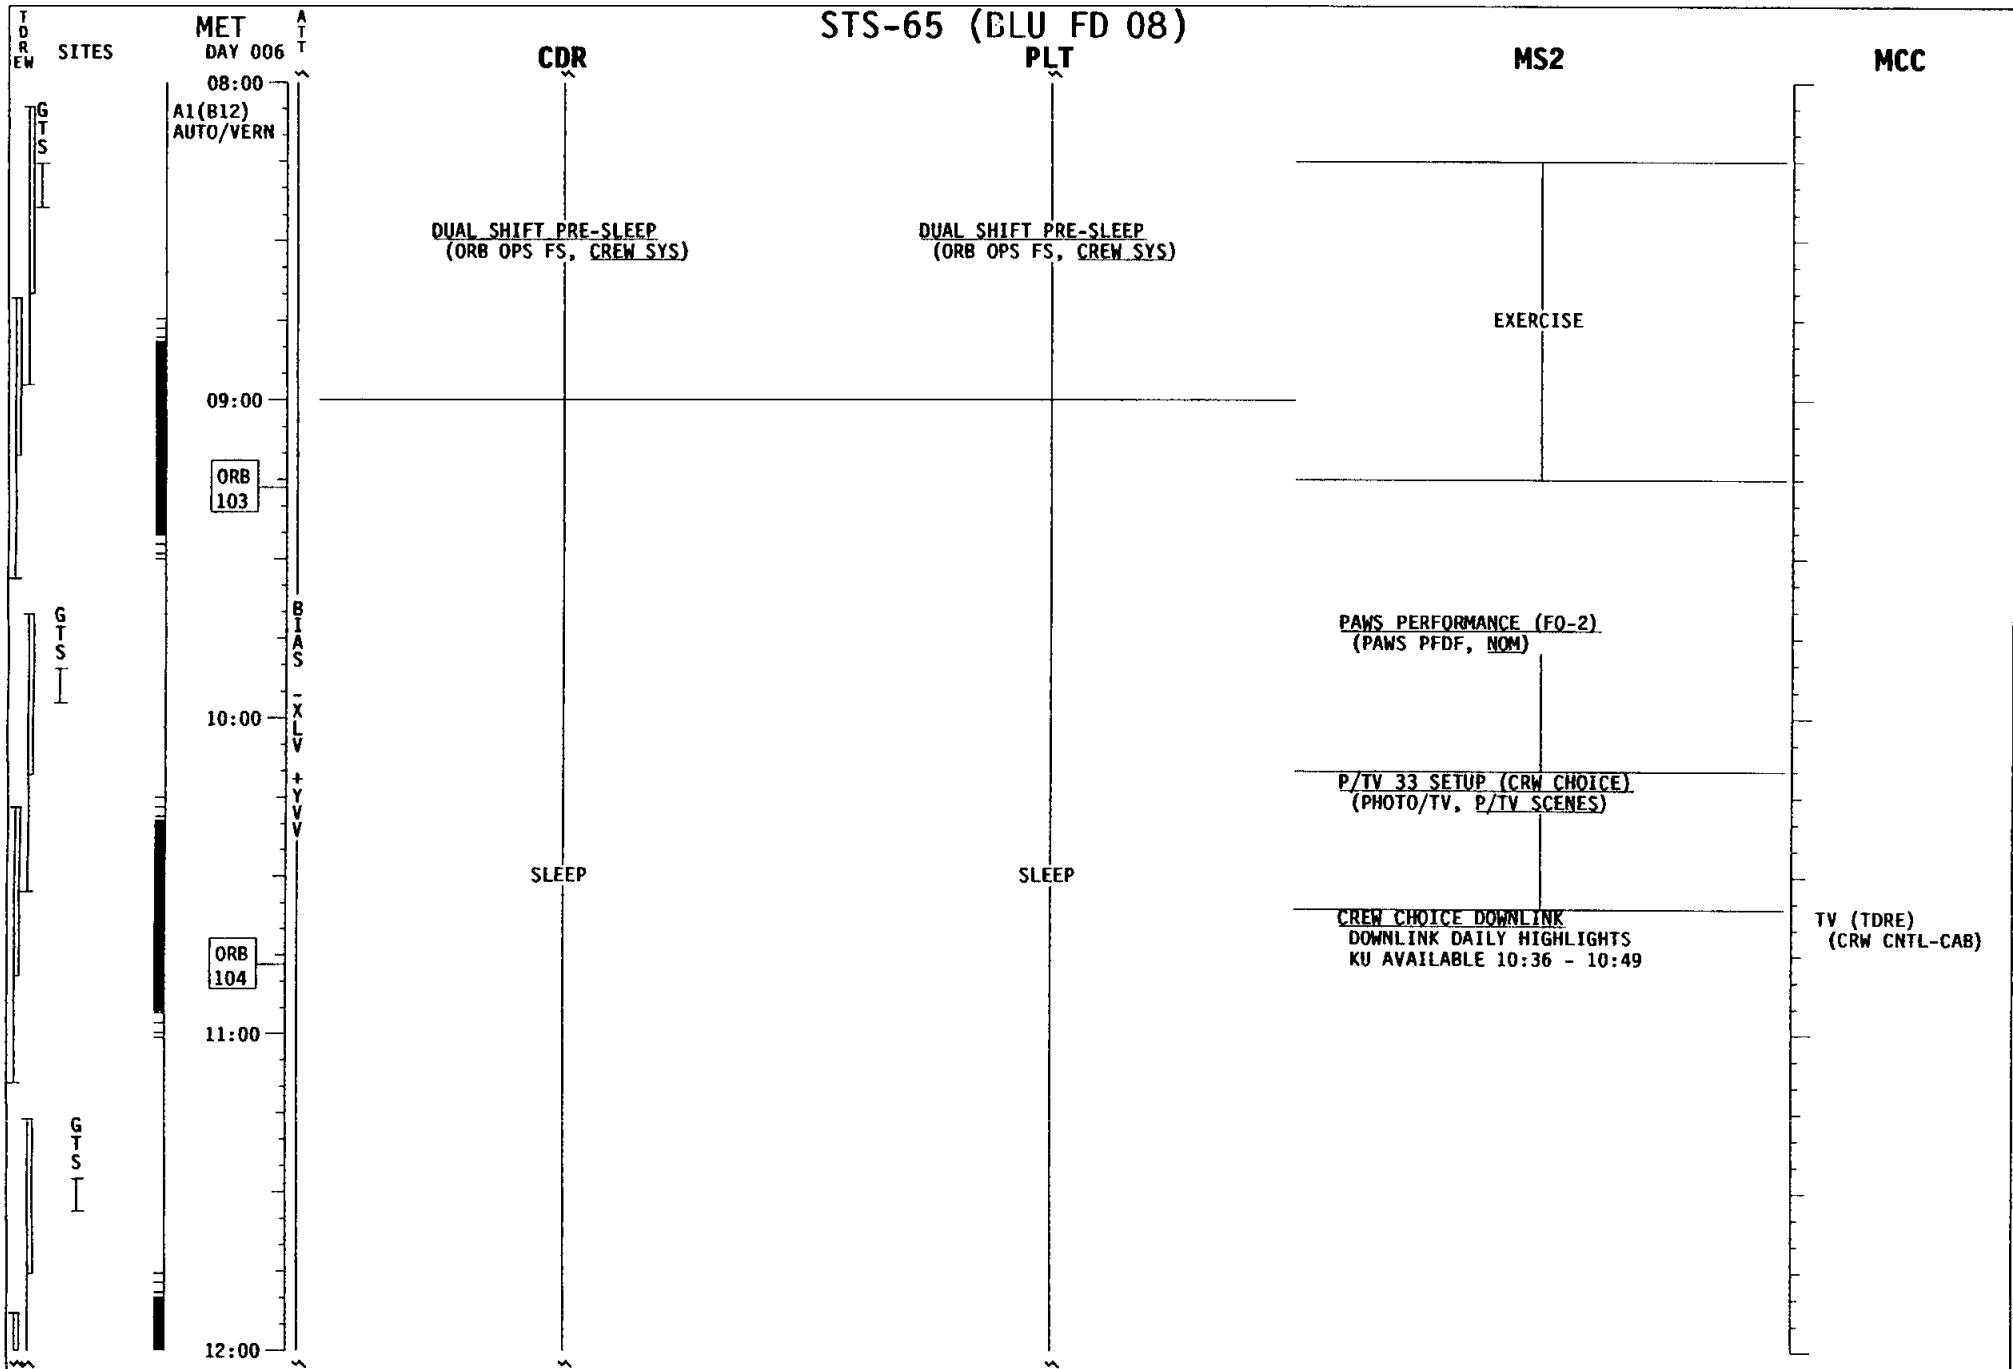 STS-65 (BLU FD 08)
TDREW
SITES
MET
DAY 006
ATT
CDR
PLT
MS2
MCC
08:00
GTS
A1(B12)
AUTO/VERN
DUAL SHIFT PRE-SLEEP
(ORB OPS FS, CREW SYS)
DUAL SHIFT PRE-SLEEP
(ORB OPS FS, CREW SYS)
EXERCISE
09:00
ORB
103
GTS
BIAS -XLV +YVV
PAWS PERFORMANCE (FO-2)
(PAWS PFDF, NOM)
10:00
P/TV 33 SETUP (CRW CHOICE)
(PHOTO/TV, P/TV SCENES)
SLEEP
SLEEP
CREW CHOICE DOWNLINK
DOWNLINK DAILY HIGHLIGHTS
KU AVAILABLE 10:36 - 10:49
TV (TDRE)
(CRW CNTL-CAB)
ORB
104
11:00
GTS
12:00